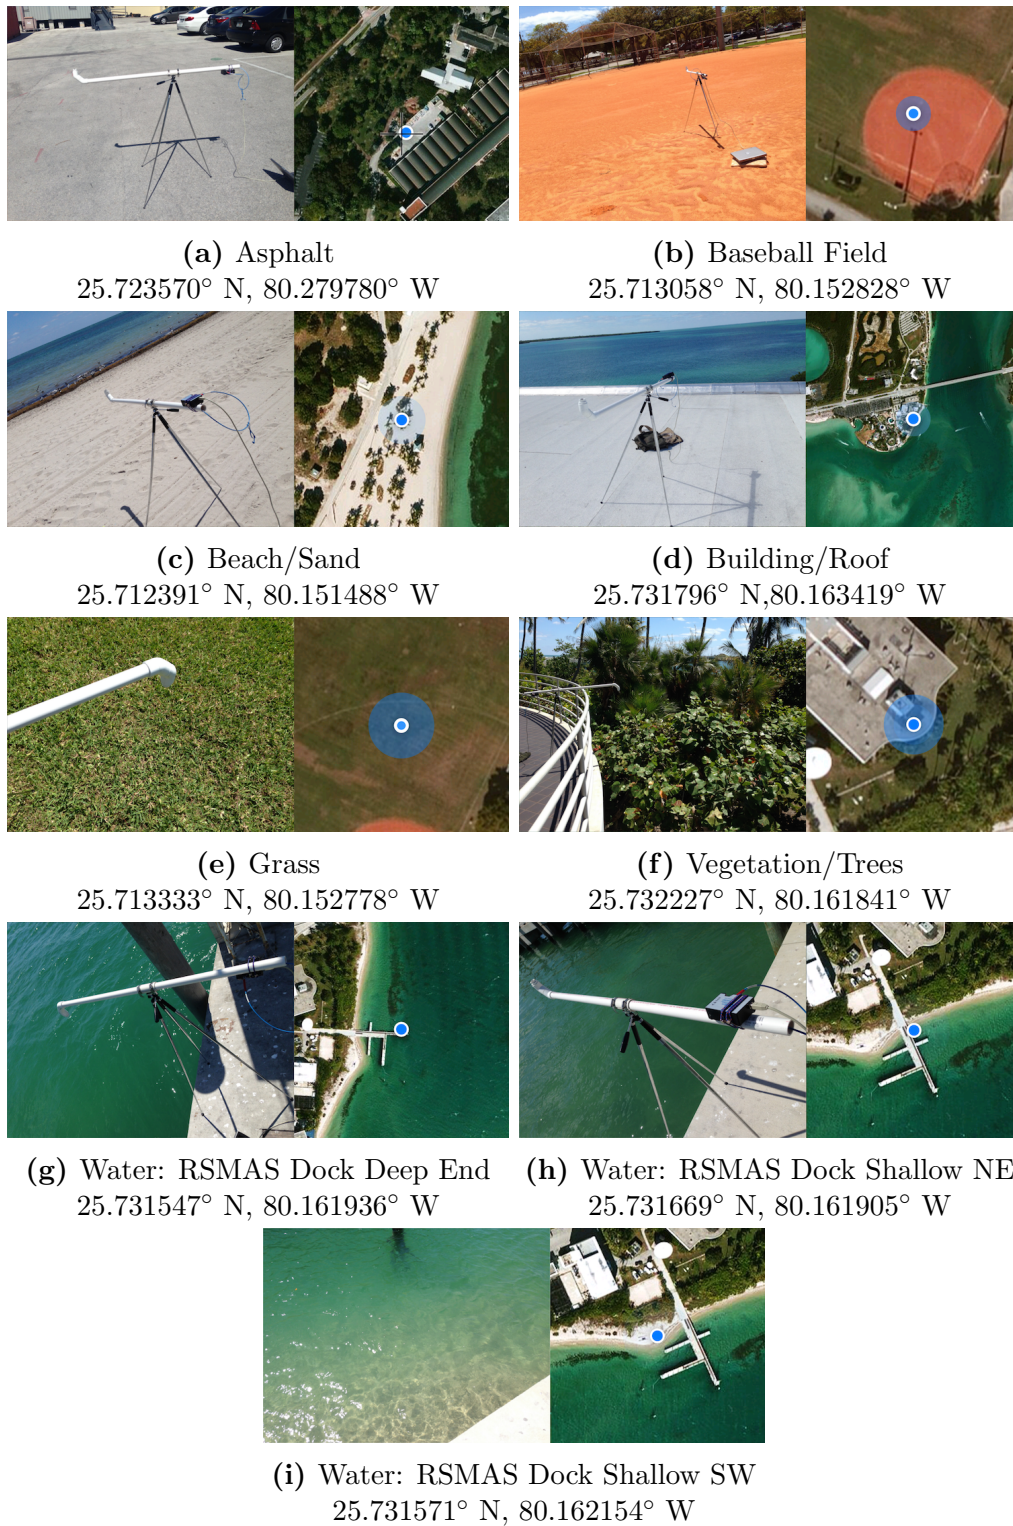 (a) Asphalt
25.723570° N, 80.279780° W
(b) Baseball Field
25.713058° N, 80.152828° W
(c) Beach/Sand
25.712391° N, 80.151488° W
(d) Building/Roof
25.731796° N,80.163419° W
(e) Grass
25.713333° N, 80.152778° W
(f) Vegetation/Trees
25.732227° N, 80.161841° W
(g) Water: RSMAS Dock Deep End
25.731547° N, 80.161936° W
(h) Water: RSMAS Dock Shallow NE
25.731669° N, 80.161905° W
(i) Water: RSMAS Dock Shallow SW
25.731571° N, 80.162154° W